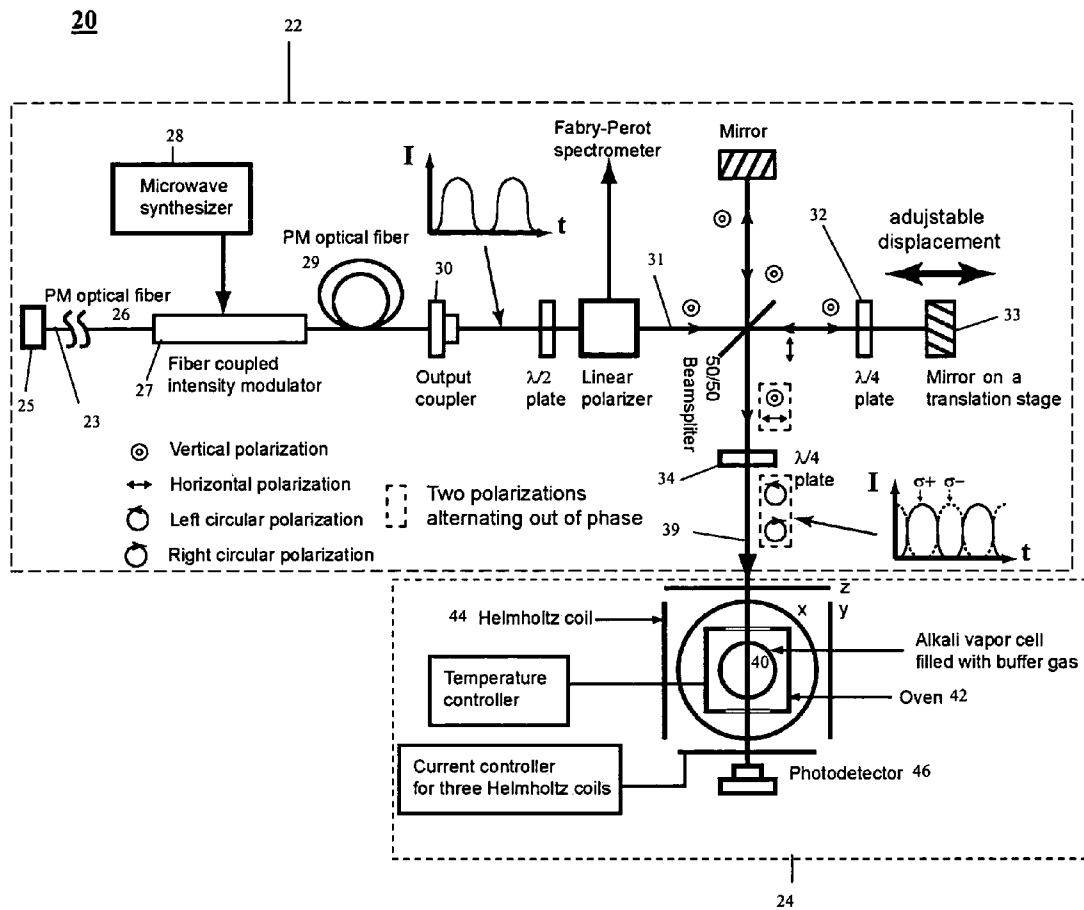 20
22
28
Microwave
synthesizer
I
t
Fabry-Perot
spectrometer
Mirror
32
adujstable
displacement
PM optical fiber
29
30
31
33
PM optical fiber
26
25
23
27
Fiber coupled
intensity modulator
Output
coupler
λ/2
plate
Linear
polarizer
50/50
Beamspliter
λ/4
plate
Mirror on a
translation stage
Vertical polarization
Horizontal polarization
Left circular polarization
Right circular polarization
Two polarizations
alternating out of phase
34
λ/4
plate
39
I
σ+
σ-
t
z
44
Helmholtz coil
x
y
40
Alkali vapor cell
filled with buffer gas
Temperature
controller
Oven 42
Current controller
for three Helmholtz coils
Photodetector 46
24